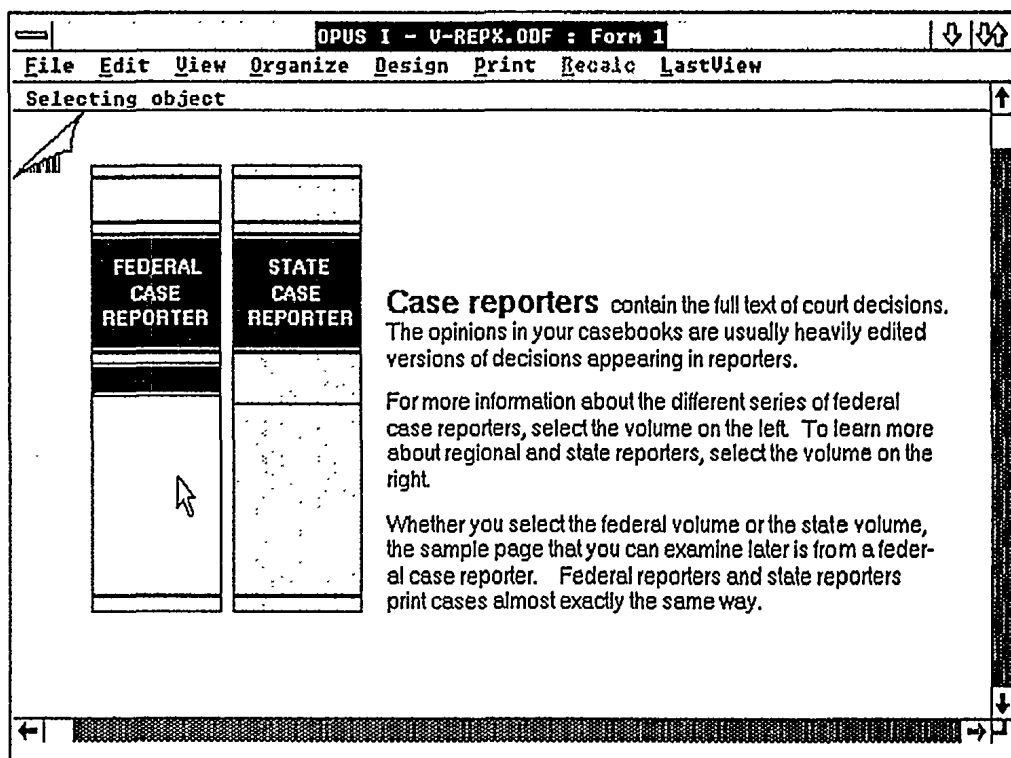 OPUS I - V-REPX.ODF : Form 1
File Edit View Organize Design Print Recalc LastView
Selecting object
FEDERAL
CASE
REPORTER
STATE
CASE
REPORTER
Case reporters contain the full text of court decisions.
The opinions in your casebooks are usually heavily edited
versions of decisions appearing in reporters.
For more information about the different series of federal
case reporters, select the volume on the left. To learn more
about regional and state reporters, select the volume on the
right.
Whether you select the federal volume or the state volume,
the sample page that you can examine later is from a feder-
al case reporter. Federal reporters and state reporters
print cases almost exactly the same way.